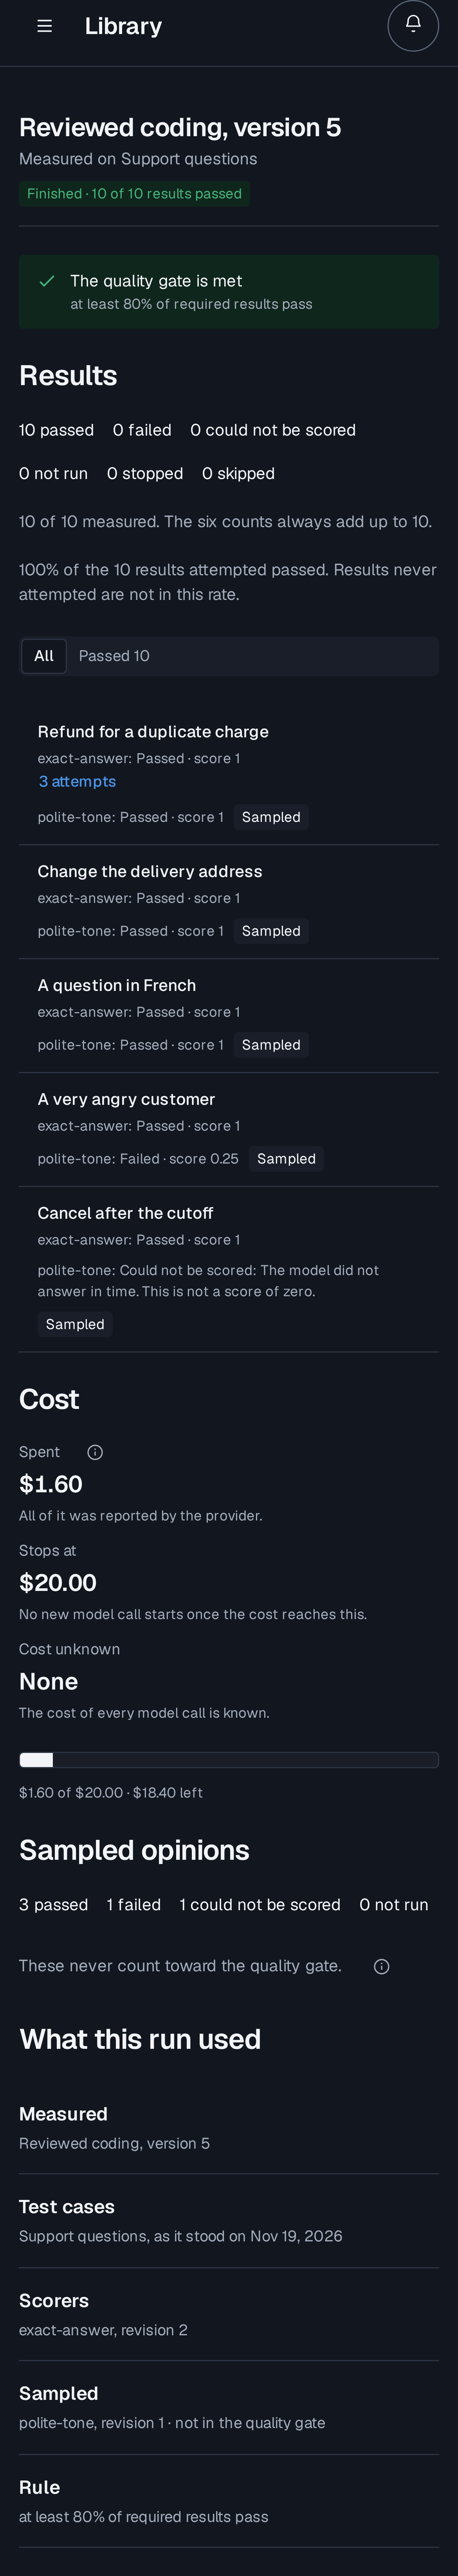 Library
Reviewed coding, version 5
Measured on Support questions
Finished · 10 of 10 results passed
The quality gate is met
at least 80% of required results pass
Results
10 passed 0 failed 0 could not be scored
0 not run 0 stopped 0 skipped
10 of 10 measured. The six counts always add up to 10.
100% of the 10 results attempted passed. Results never
attempted are not in this rate.
All Passed 10
Refund for a duplicate charge
exact-answer: Passed · score 1
3 attempts
polite-tone: Passed · score 1 Sampled
Change the delivery address
exact-answer: Passed · score 1
polite-tone: Passed · score 1 Sampled
A question in French
exact-answer: Passed · score 1
polite-tone: Passed · score 1 Sampled
A very angry customer
exact-answer: Passed · score 1
polite-tone: Failed · score 0.25 Sampled
Cancel after the cutoff
exact-answer: Passed · score 1
polite-tone: Could not be scored: The model did not
answer in time. This is not a score of zero.
Sampled
Cost
Spent
$1.60
All of it was reported by the provider.
Stops at
$20.00
No new model call starts once the cost reaches this.
Cost unknown
None
The cost of every model call is known.
$1.60 of $20.00 · $18.40 left
Sampled opinions
3 passed 1 failed 1 could not be scored 0 not run
These never count toward the quality gate.
What this run used
Measured
Reviewed coding, version 5
Test cases
Support questions, as it stood on Nov 19, 2026
Scorers
exact-answer, revision 2
Sampled
polite-tone, revision 1 · not in the quality gate
Rule
at least 80% of required results pass